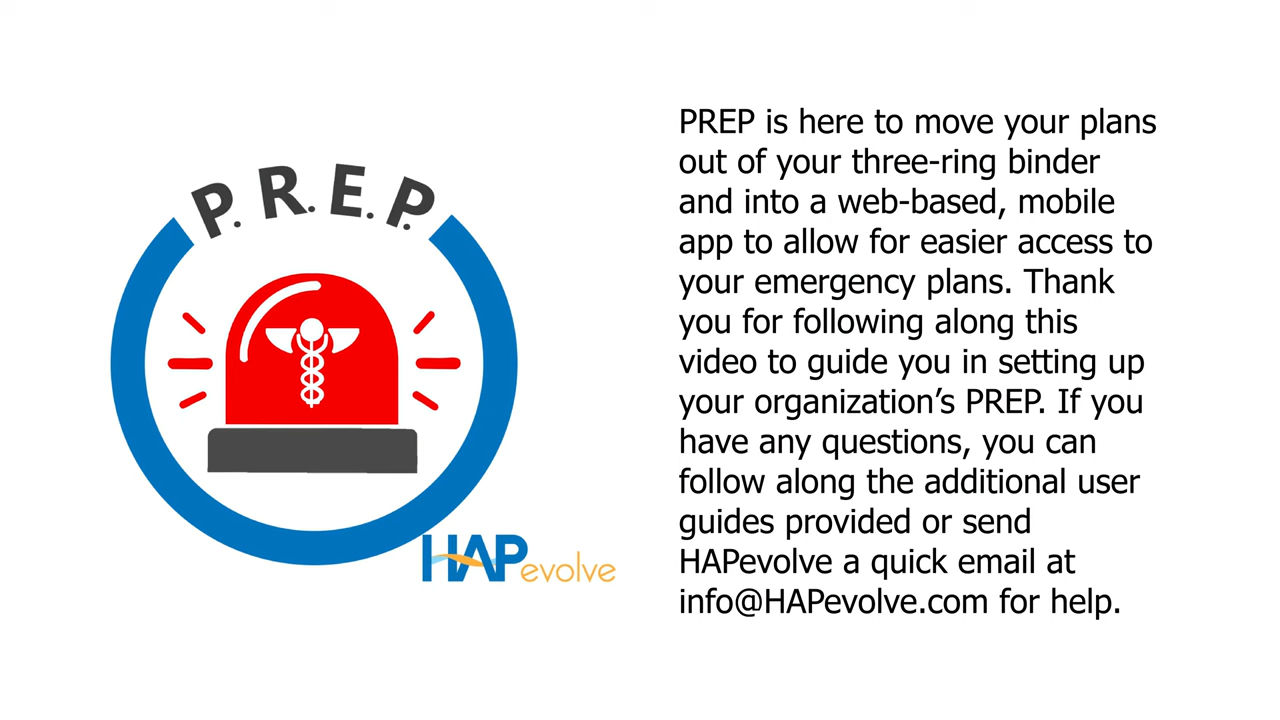 P.R.E.P.
HAPevolve
PREP is here to move your plans
out of your three-ring binder
and into a web-based, mobile
app to allow for easier access to
your emergency plans. Thank
you for following along this
video to guide you in setting up
your organization’s PREP. If you
have any questions, you can
follow along the additional user
guides provided or send
HAPevolve a quick email at
info@HAPevolve.com for help.